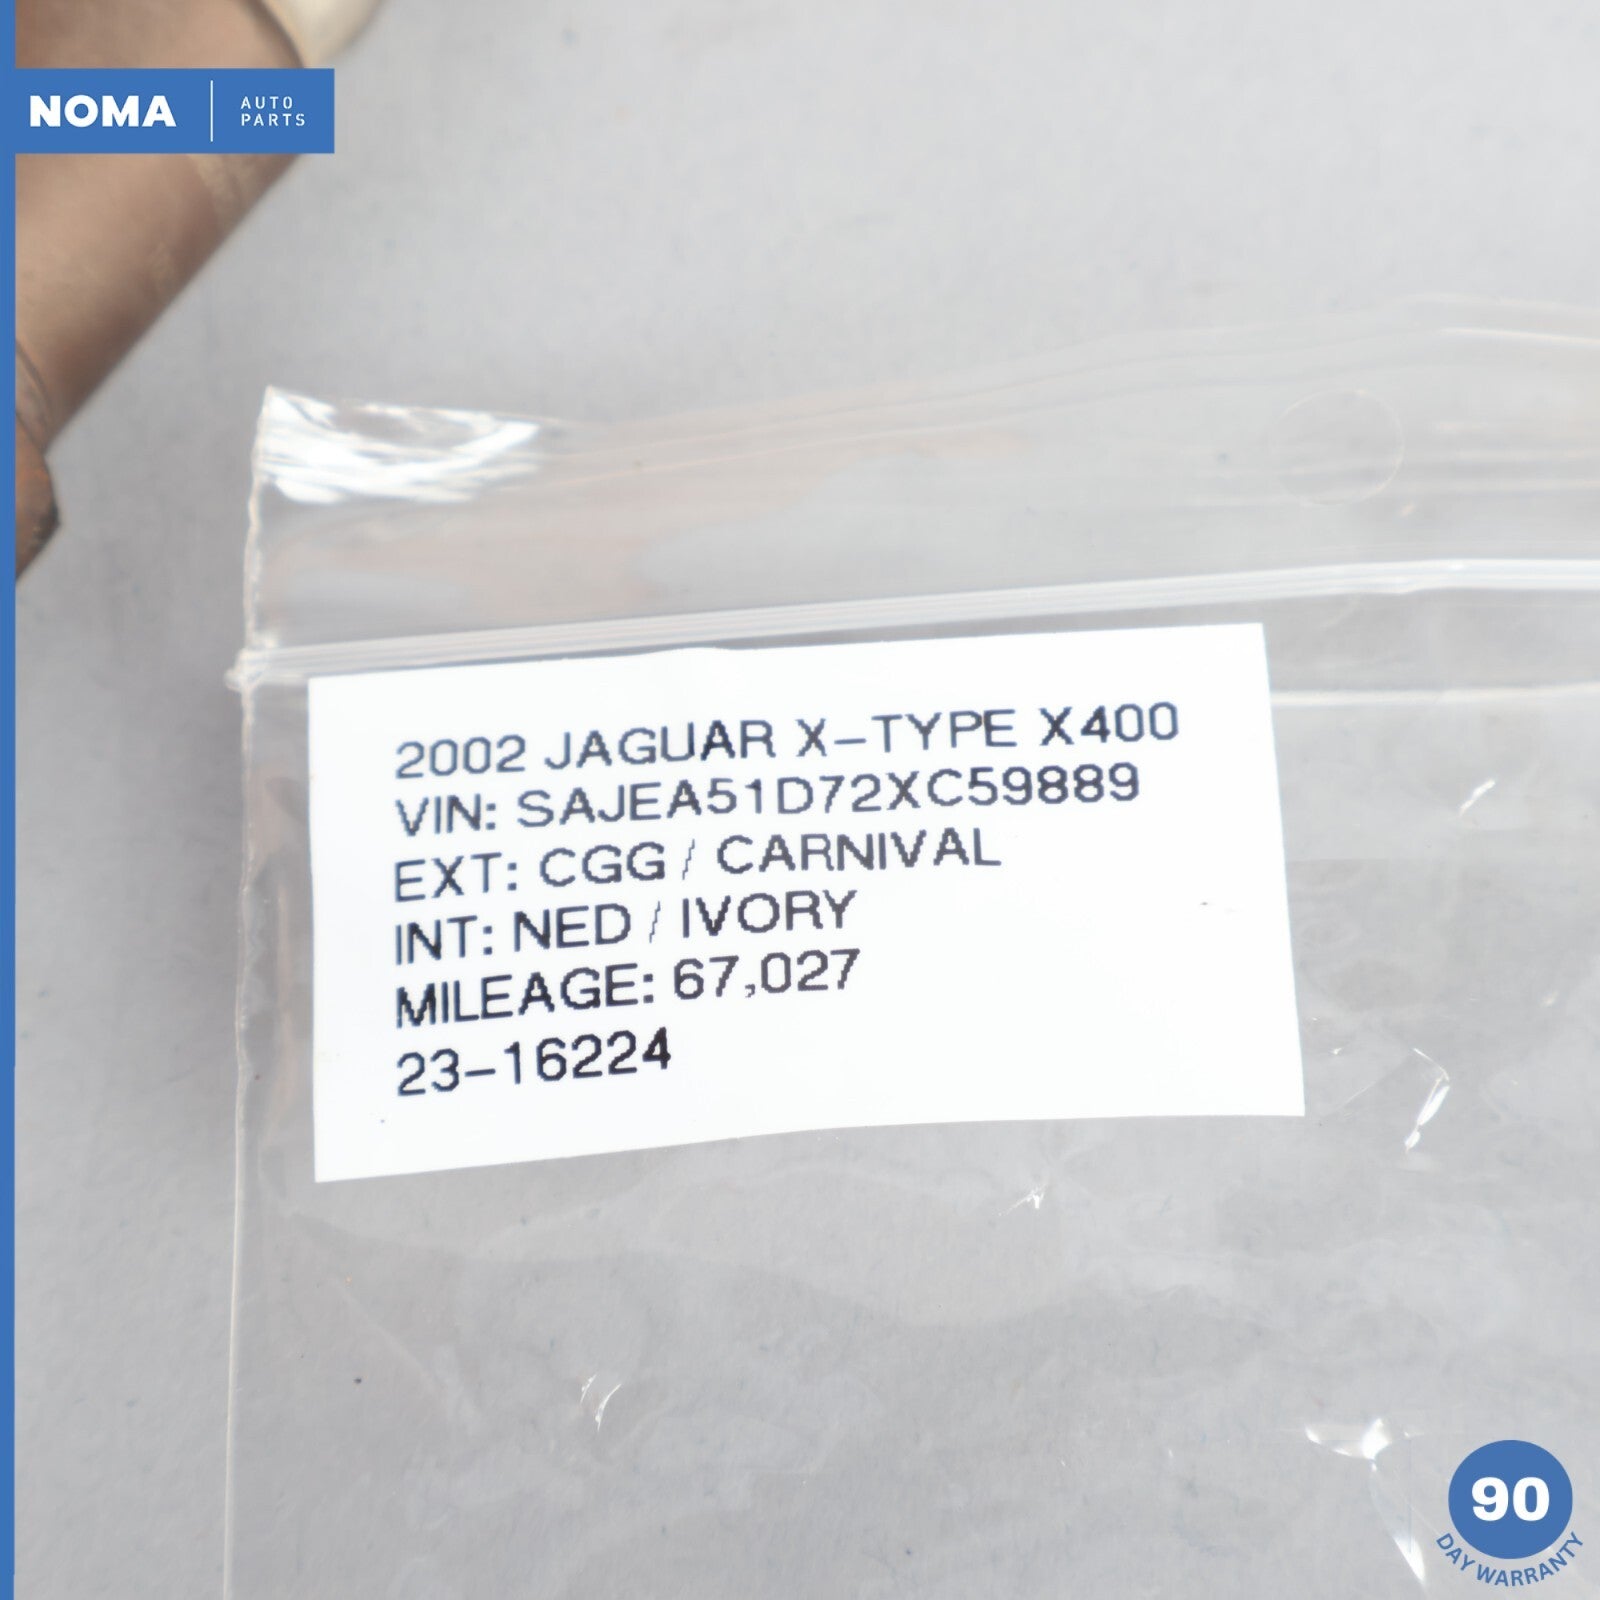 NOMA
AUTO
PARTS
2002 JAGUAR X-TYPE X400
VIN: SAJEA51D72XC59889
EXT: CGG / CARNIVAL
INT: NED / IVORY
MILEAGE: 67,027
23-16224
90
DAY WARRANTY